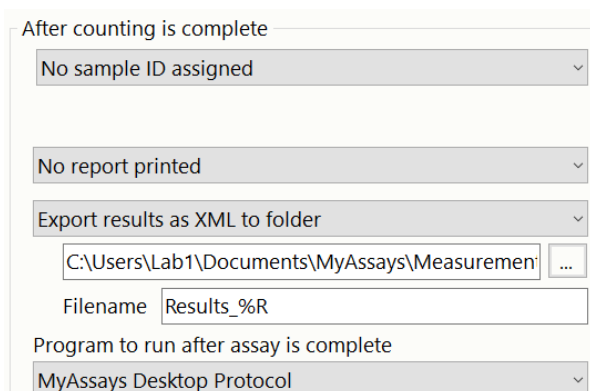 After counting is complete
No sample ID assigned
No report printed
Export results as XML to folder
C:\Users\Lab1\Documents\MyAssays\Measurement
...
Filename Results_%R
Program to run after assay is complete
MyAssays Desktop Protocol